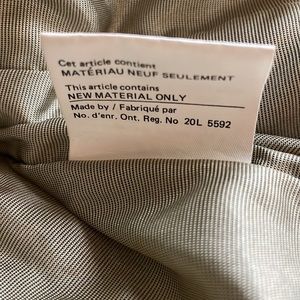 Cet article contient
MATÉRIAU NEUF SEULEMENT
This article contains
NEW MATERIAL ONLY
Made by / Fabriqué par
No. d'enr. Ont. Reg. No 20L 5592